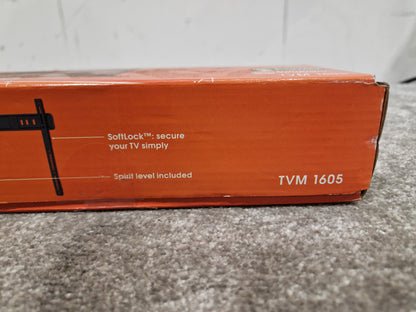 SoftLock™: secure
your TV simply
Spirit level included
TVM 1605